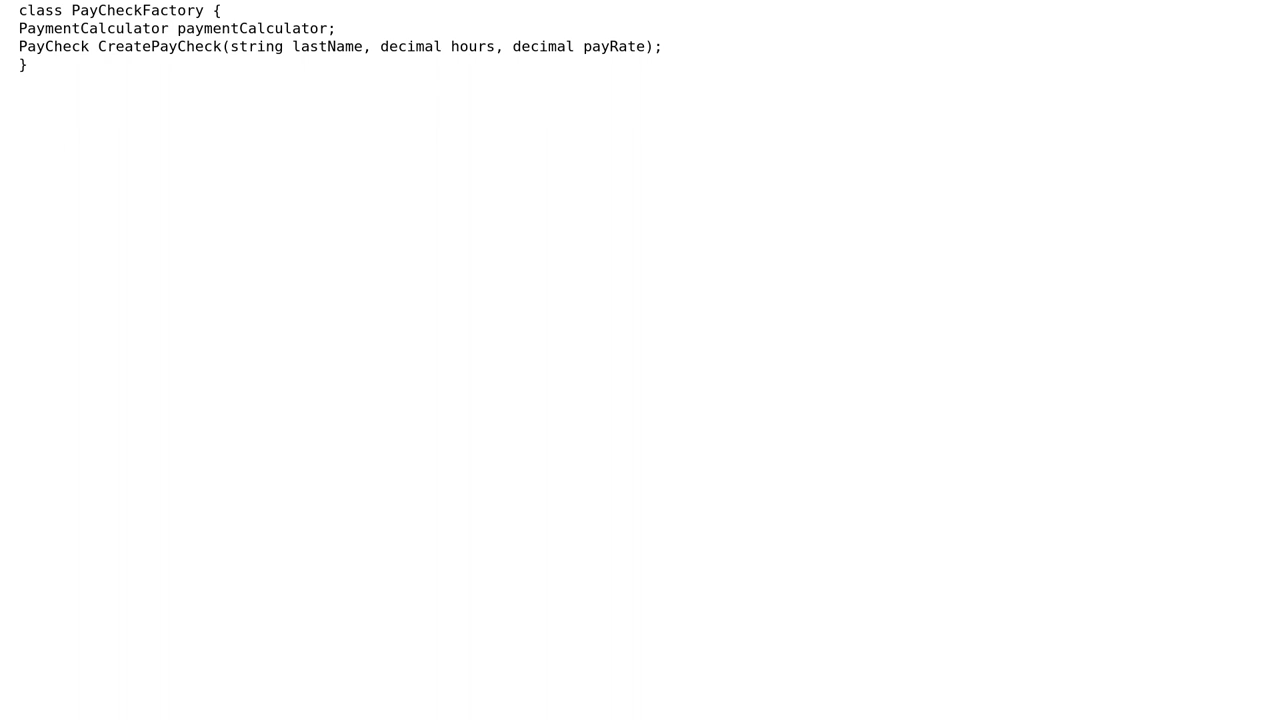 class PayCheckFactory {
PaymentCalculator paymentCalculator;
PayCheck CreatePayCheck(string lastName, decimal hours, decimal payRate);
}